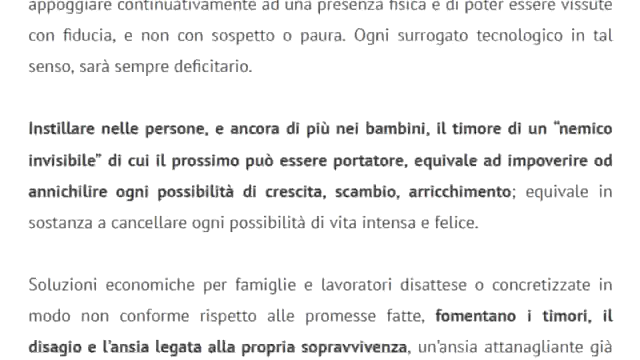 appoggiare continuativamente ad una presenza fisica e di poter essere vissute
con fiducia, e non con sospetto o paura. Ogni surrogato tecnologico in tal
senso, sarà sempre deficitario.
Instillare nelle persone, e ancora di più nei bambini, il timore di un “nemico
invisibile” di cui il prossimo può essere portatore, equivale ad impoverire od
annichilire ogni possibilità di crescita, scambio, arricchimento; equivale in
sostanza a cancellare ogni possibilità di vita intensa e felice.
Soluzioni economiche per famiglie e lavoratori disattese o concretizzate in
modo non conforme rispetto alle promesse fatte, fomentano i timori, il
disagio e l’ansia legata alla propria sopravvivenza, un’ansia attanagliante già